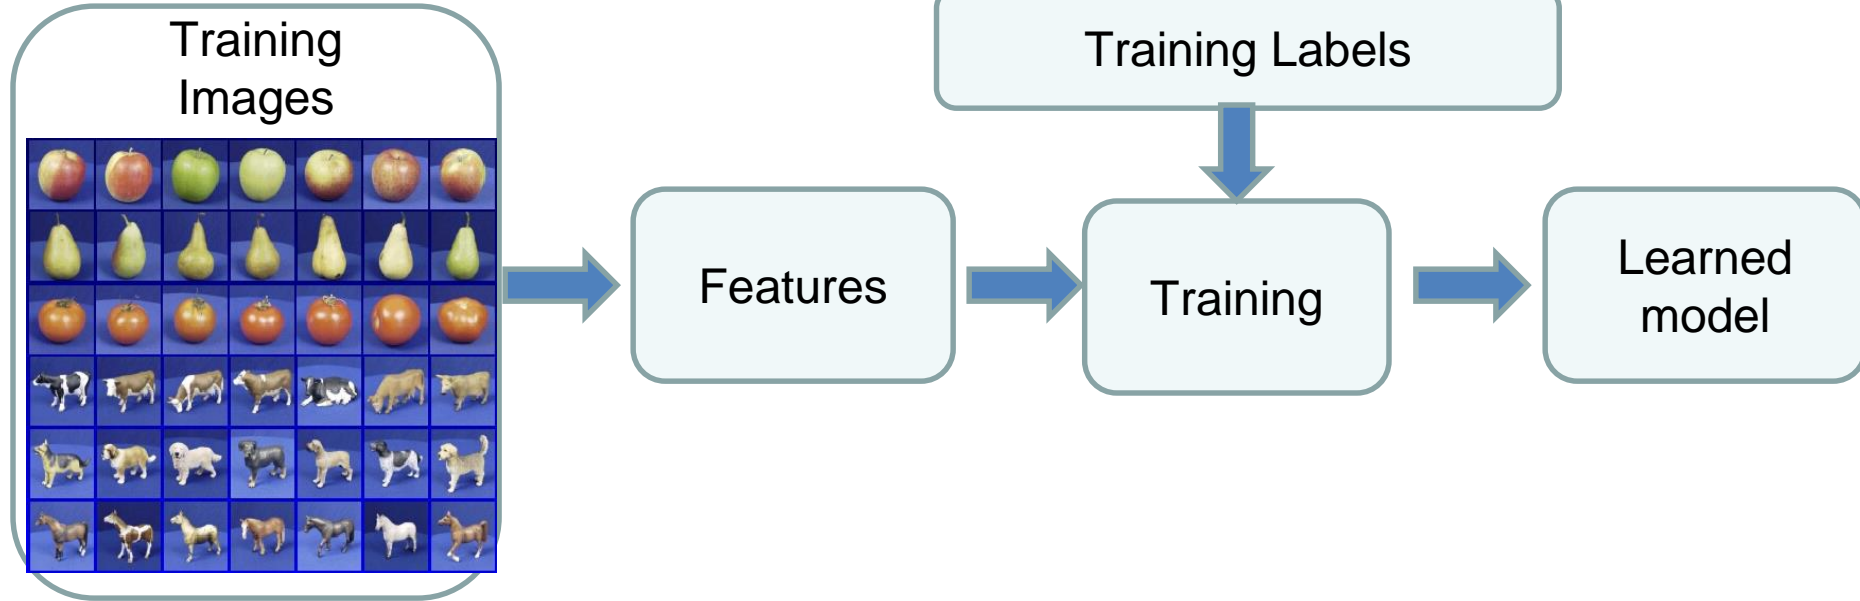 Training
Images
Training Labels
Features
Training
Learned
model